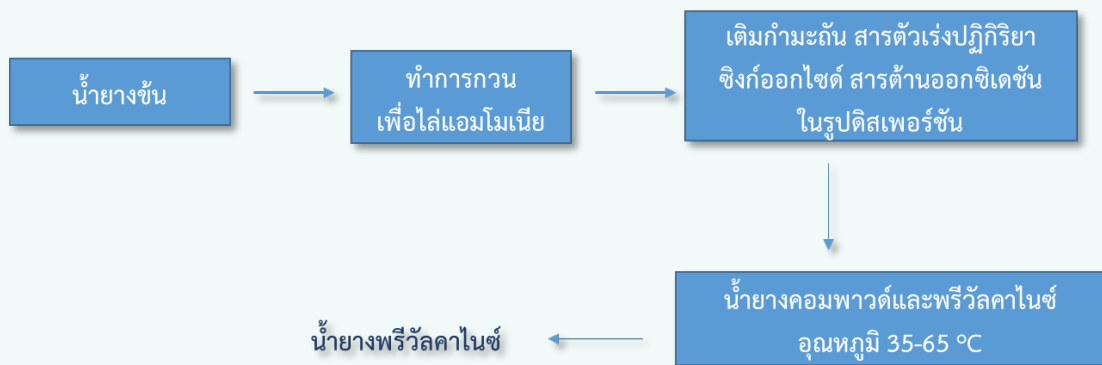 น้ำยางข้น
ทำการกวน
เพื่อไล่แอมโมเนีย
เติมกำมะถัน สารตัวเร่งปฏิกิริยา
ซิงก์ออกไซด์ สารต้านออกซิเดชัน
ในรูปดิสเพอร์ชัน
น้ำยางคอมพาวด์และพรีวัลคาไนซ์
อุณหภูมิ 35-65 ºC
น้ำยางพรีวัลคาไนซ์